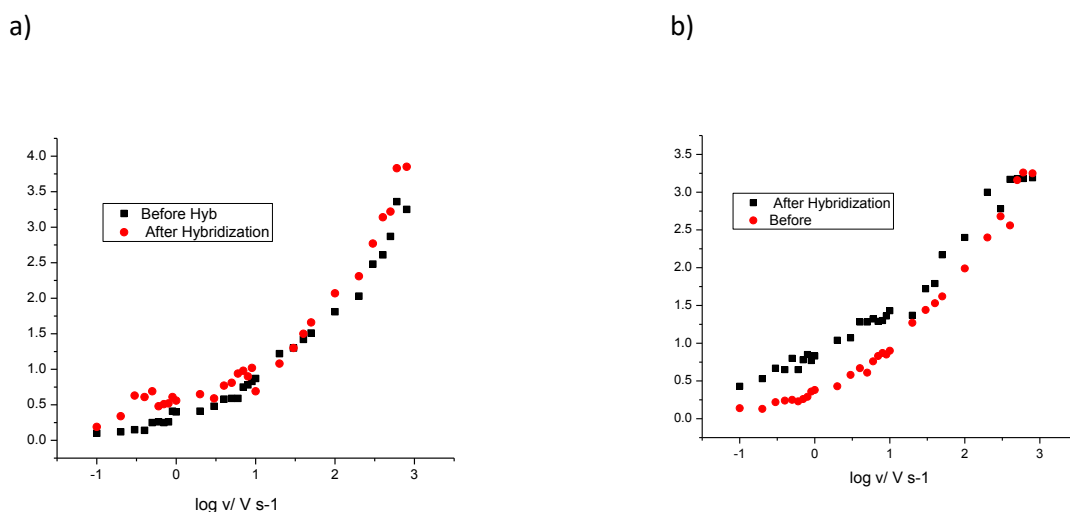 a)
4.0
3.5
3.0
2.5
2.0
1.5
1.0
0.5
0.0
Before Hyb
After Hybridization
-1 0 1 2 3
log v/ V s-1
b)
3.5
3.0
2.5
2.0
1.5
1.0
0.5
0.0
After Hybridization
Before
-1 0 1 2 3
log v/ V s-1